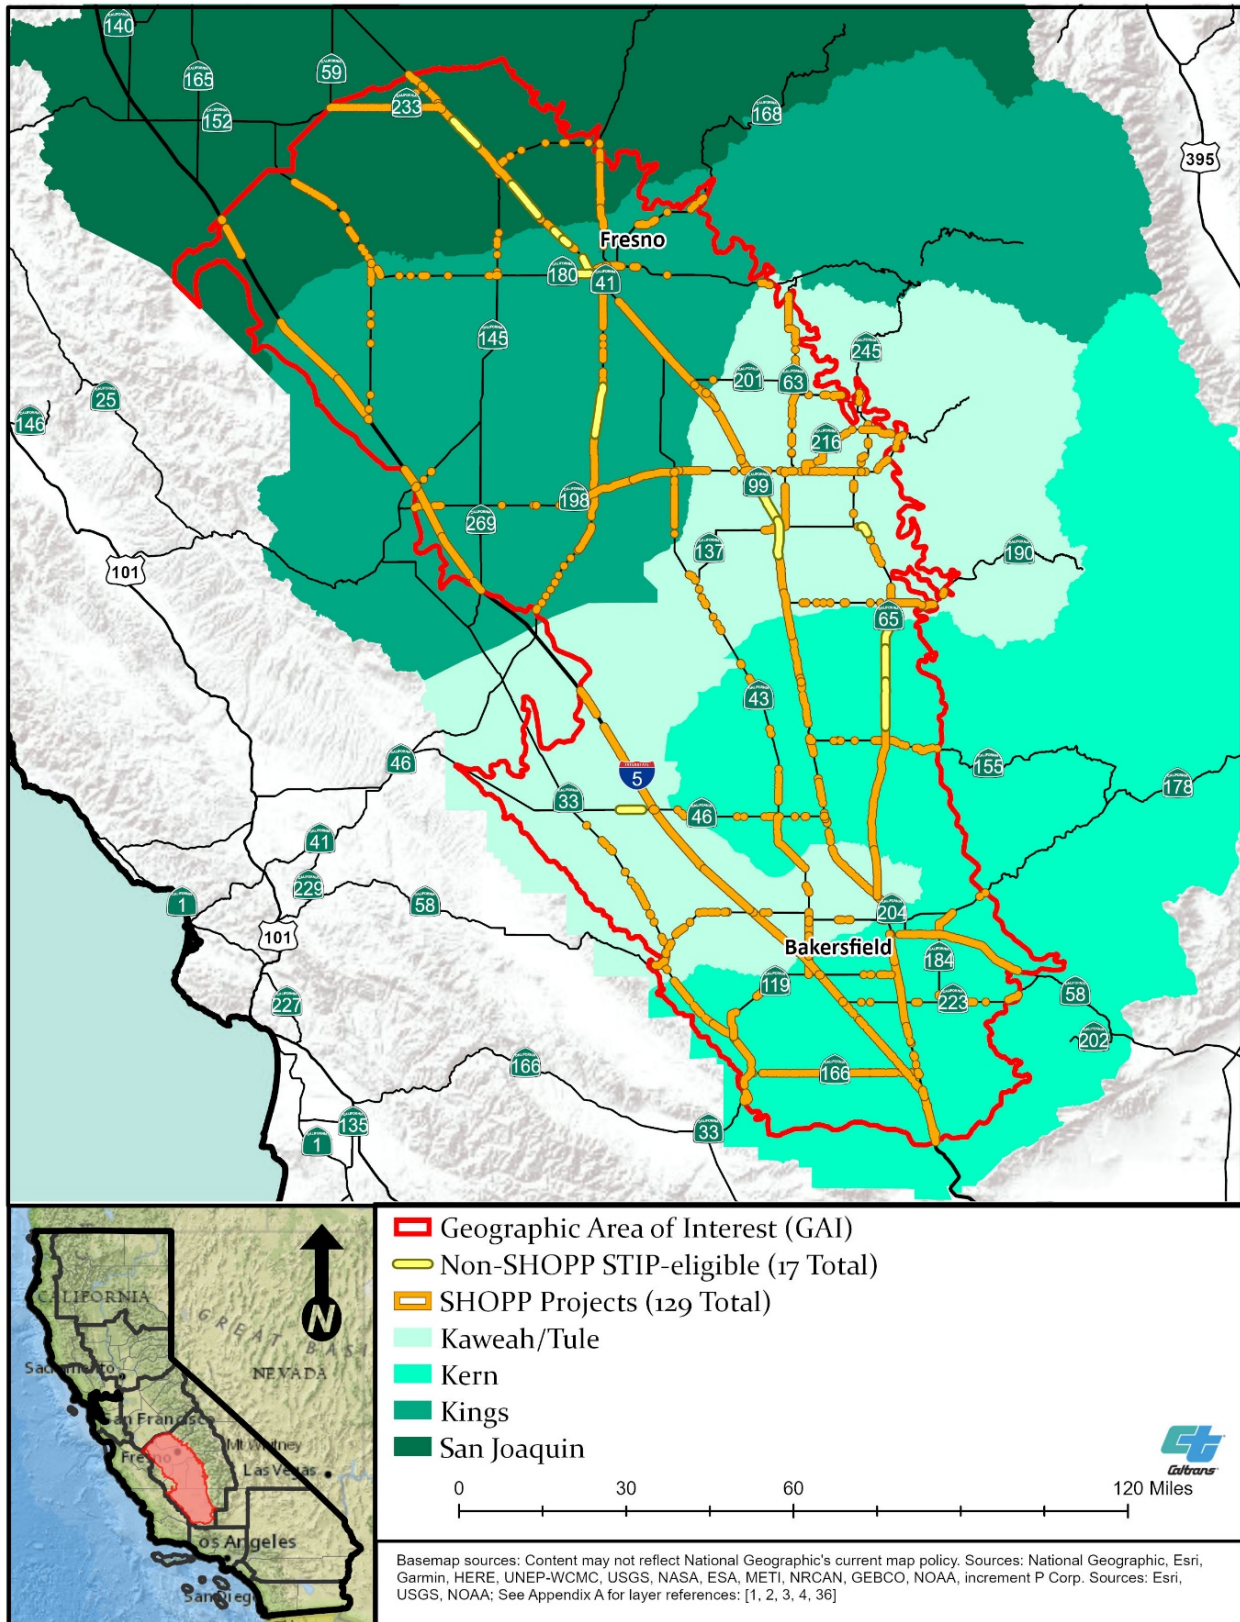 140
165
59
233
152
168
395
Fresno
180
41
145
245
201
63
25
146
216
99
198
269
101
137
190
65
43
46
5
155
178
33
46
41
229
58
1
204
101
Bakersfield
184
119
58
223
227
202
166
166
135
33
1
Geographic Area of Interest (GAI)
Non-SHOPP STIP-eligible (17 Total)
SHOPP Projects (129 Total)
Kaweah/Tule
Kern
Kings
San Joaquin
0 30 60 120 Miles
Caltrans
N
CALIFORNIA
GREAT BASI
NEVADA
Sacramento
San Francisco
Mt Whitney
Fresno
Las Vegas
os Angeles
San Diego
Basemap sources: Content may not reflect National Geographic's current map policy. Sources: National Geographic, Esri,
Garmin, HERE, UNEP-WCMC, USGS, NASA, ESA, METI, NRCAN, GEBCO, NOAA, increment P Corp. Sources: Esri,
USGS, NOAA; See Appendix A for layer references: [1, 2, 3, 4, 36]